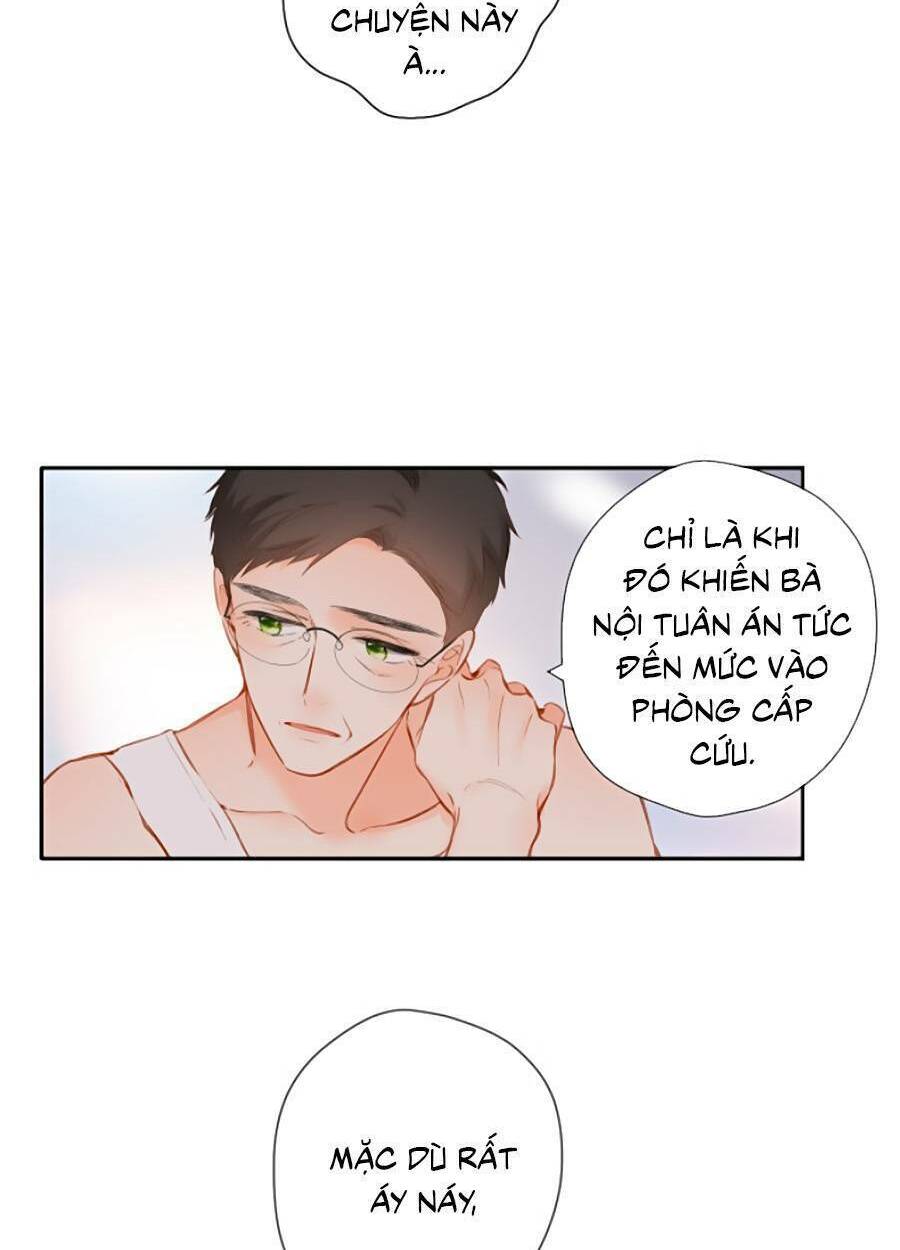 CHUYỆN NÀY
À...
CHỈ LÀ KHI
ĐÓ KHIẾN BÀ
NỘI TUÂN ÁN TỨC
ĐẾN MỨC VÀO
PHÒNG CẤP
CỨU.
MẶC DÙ RẤT
ÁY NÁY,